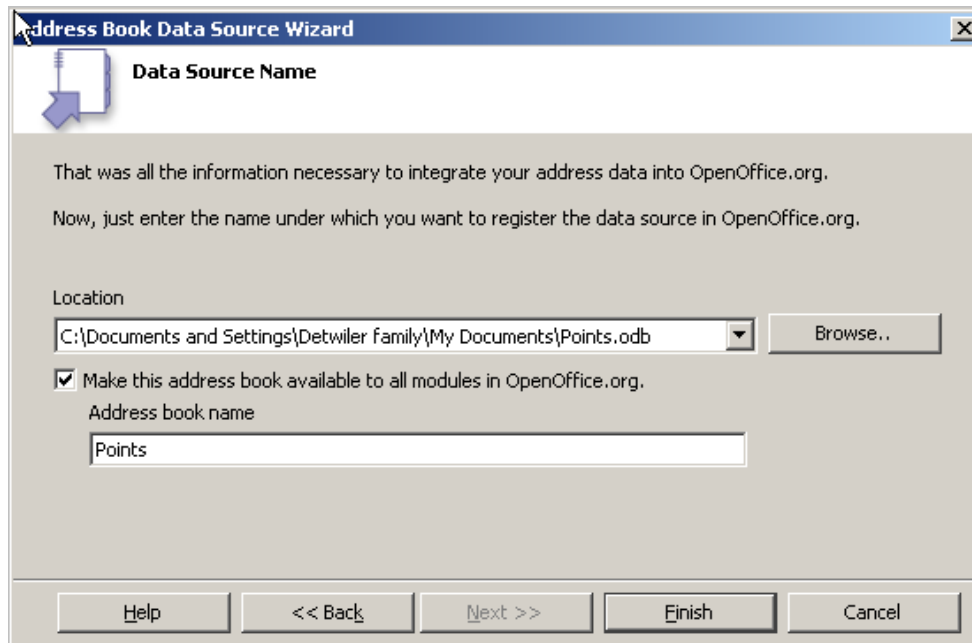 Address Book Data Source Wizard
Data Source Name
That was all the information necessary to integrate your address data into OpenOffice.org.
Now, just enter the name under which you want to register the data source in OpenOffice.org.
Location
C:\Documents and Settings\Detwiler family\My Documents\Points.odb
Browse..
Make this address book available to all modules in OpenOffice.org.
Address book name
Points
Help
<< Back
Next >>
Finish
Cancel